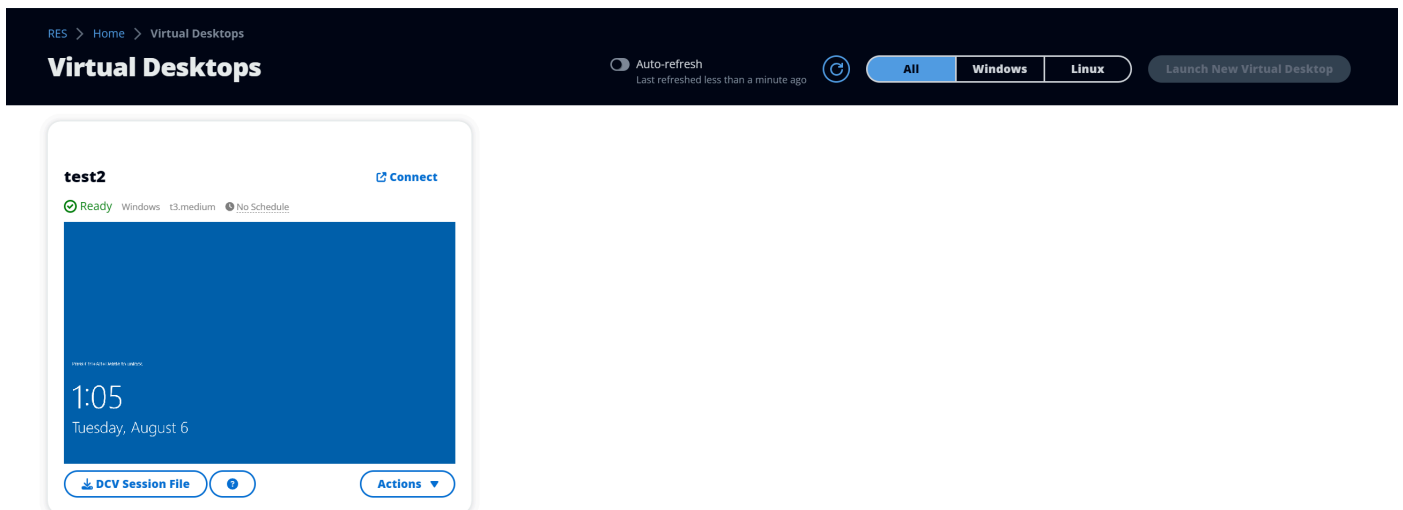 RES > Home > Virtual Desktops
Virtual Desktops
Auto-refresh
Last refreshed less than a minute ago
All
Windows
Linux
Launch New Virtual Desktop
test2
Connect
Ready Windows t3.medium No Schedule
1:05
Tuesday, August 6
DCV Session File
?
Actions